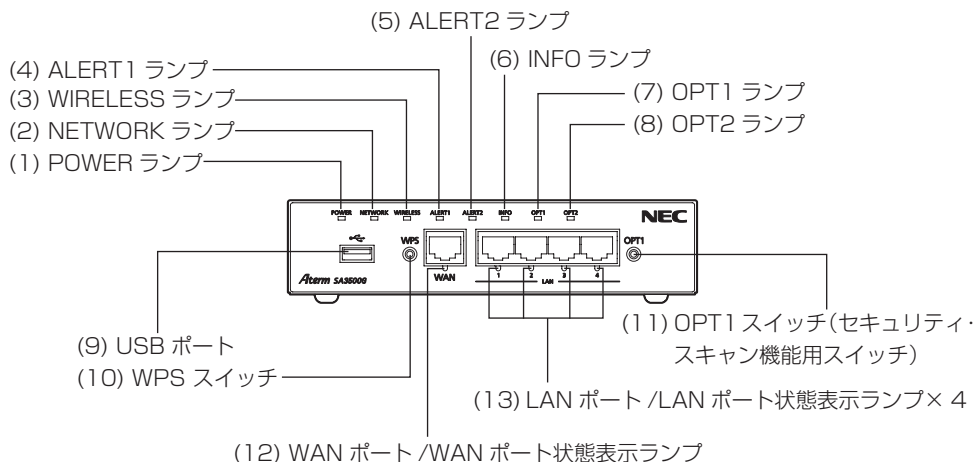 (5) ALERT2 ランプ
(4) ALERT1 ランプ
(6) INFO ランプ
(3) WIRELESS ランプ
(7) OPT1 ランプ
(2) NETWORK ランプ
(8) OPT2 ランプ
(1) POWER ランプ
POWER NETWORK WIRELESS ALERT1 ALERT2 INFO OPT1 OPT2
NEC
WPS
OPT1
WAN
1 2 3 4
LAN
Aterm SA3500G
(11) OPT1スイッチ(セキュリティ・
スキャン機能用スイッチ)
(9) USB ポート
(10) WPS スイッチ
(13) LAN ポート /LAN ポート状態表示ランプ× 4
(12) WAN ポート /WAN ポート状態表示ランプ